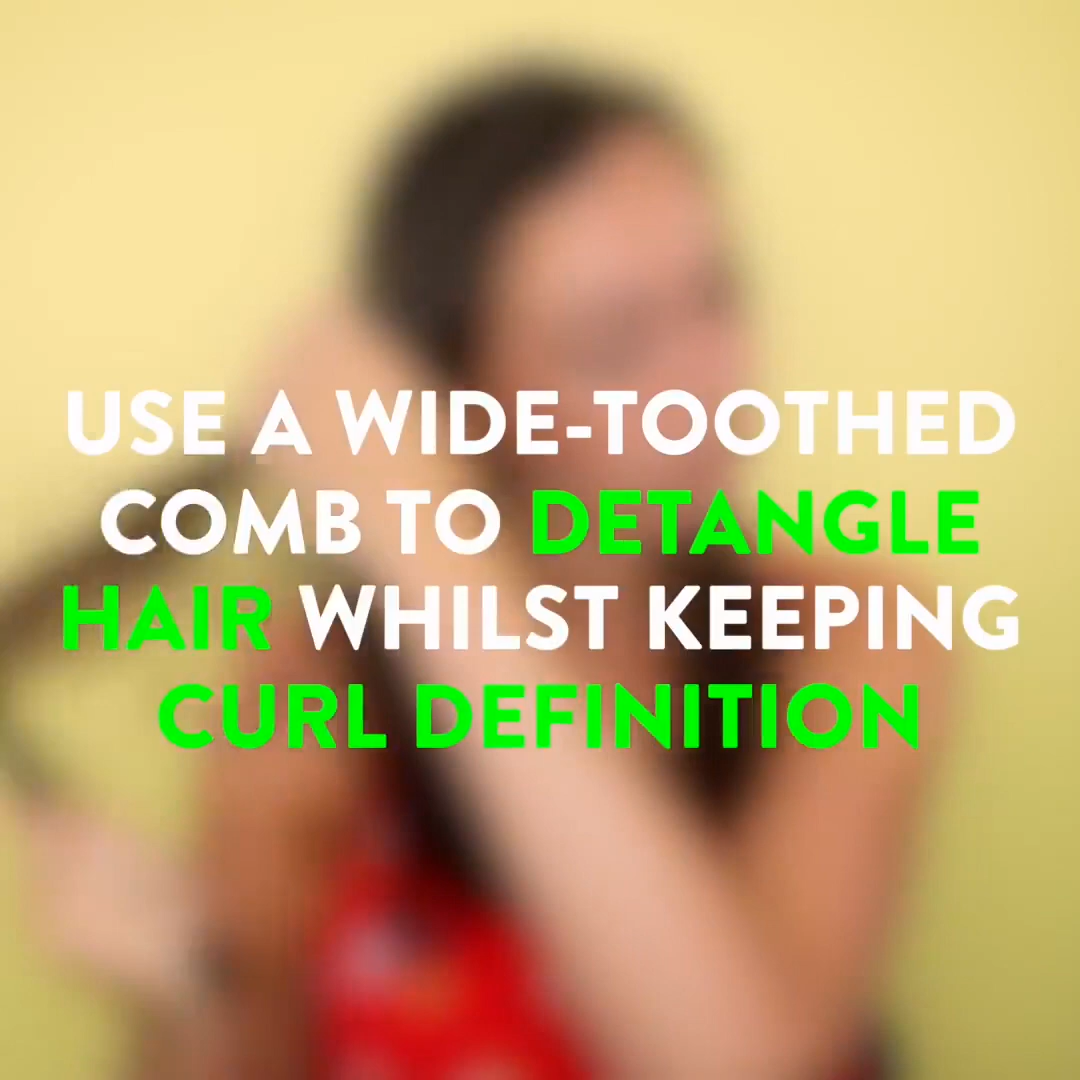 USE A WIDE-TOOTHED
COMB TO DETANGLE
HAIR WHILST KEEPING
CURL DEFINITION